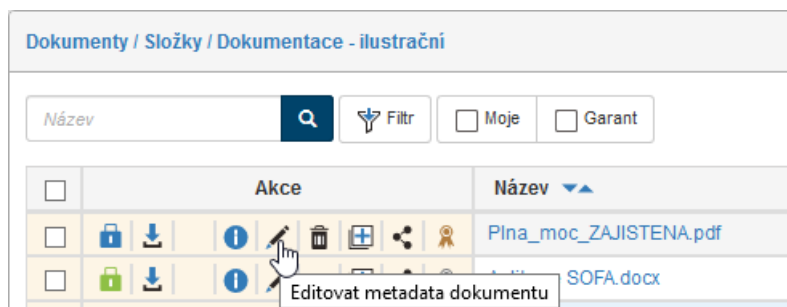 Dokumenty / Složky / Dokumentace - ilustrační
Název
Filtr
Moje
Garant
Akce
Název
Plna_moc_ZAJISTENA.pdf
SOFA.docx
Editovat metadata dokumentu